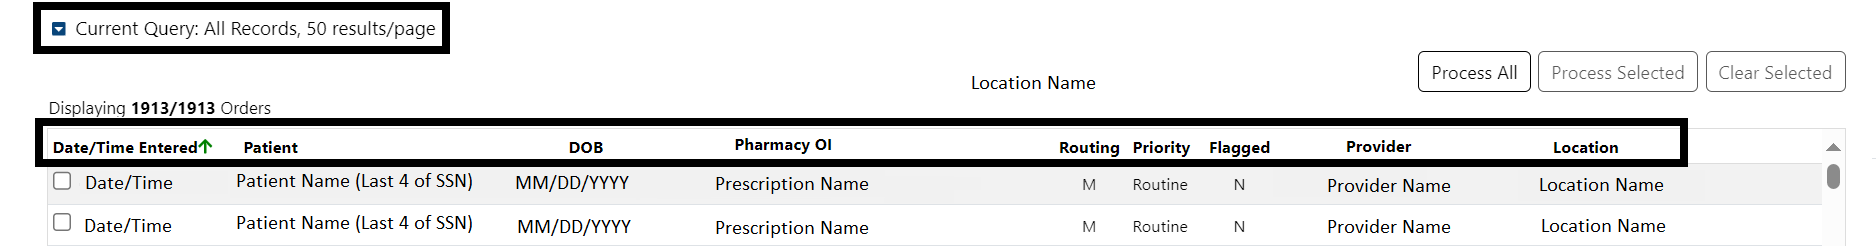 Current Query: All Records, 50 results/page
Process All Process Selected Clear Selected
Location Name
Displaying 1913/1913 Orders
Date/Time Entered Patient DOB Pharmacy OI Routing Priority Flagged Provider Location
Date/Time Patient Name (Last 4 of SSN) MM/DD/YYYY Prescription Name M Routine N Provider Name Location Name
Date/Time Patient Name (Last 4 of SSN) MM/DD/YYYY Prescription Name M Routine N Provider Name Location Name